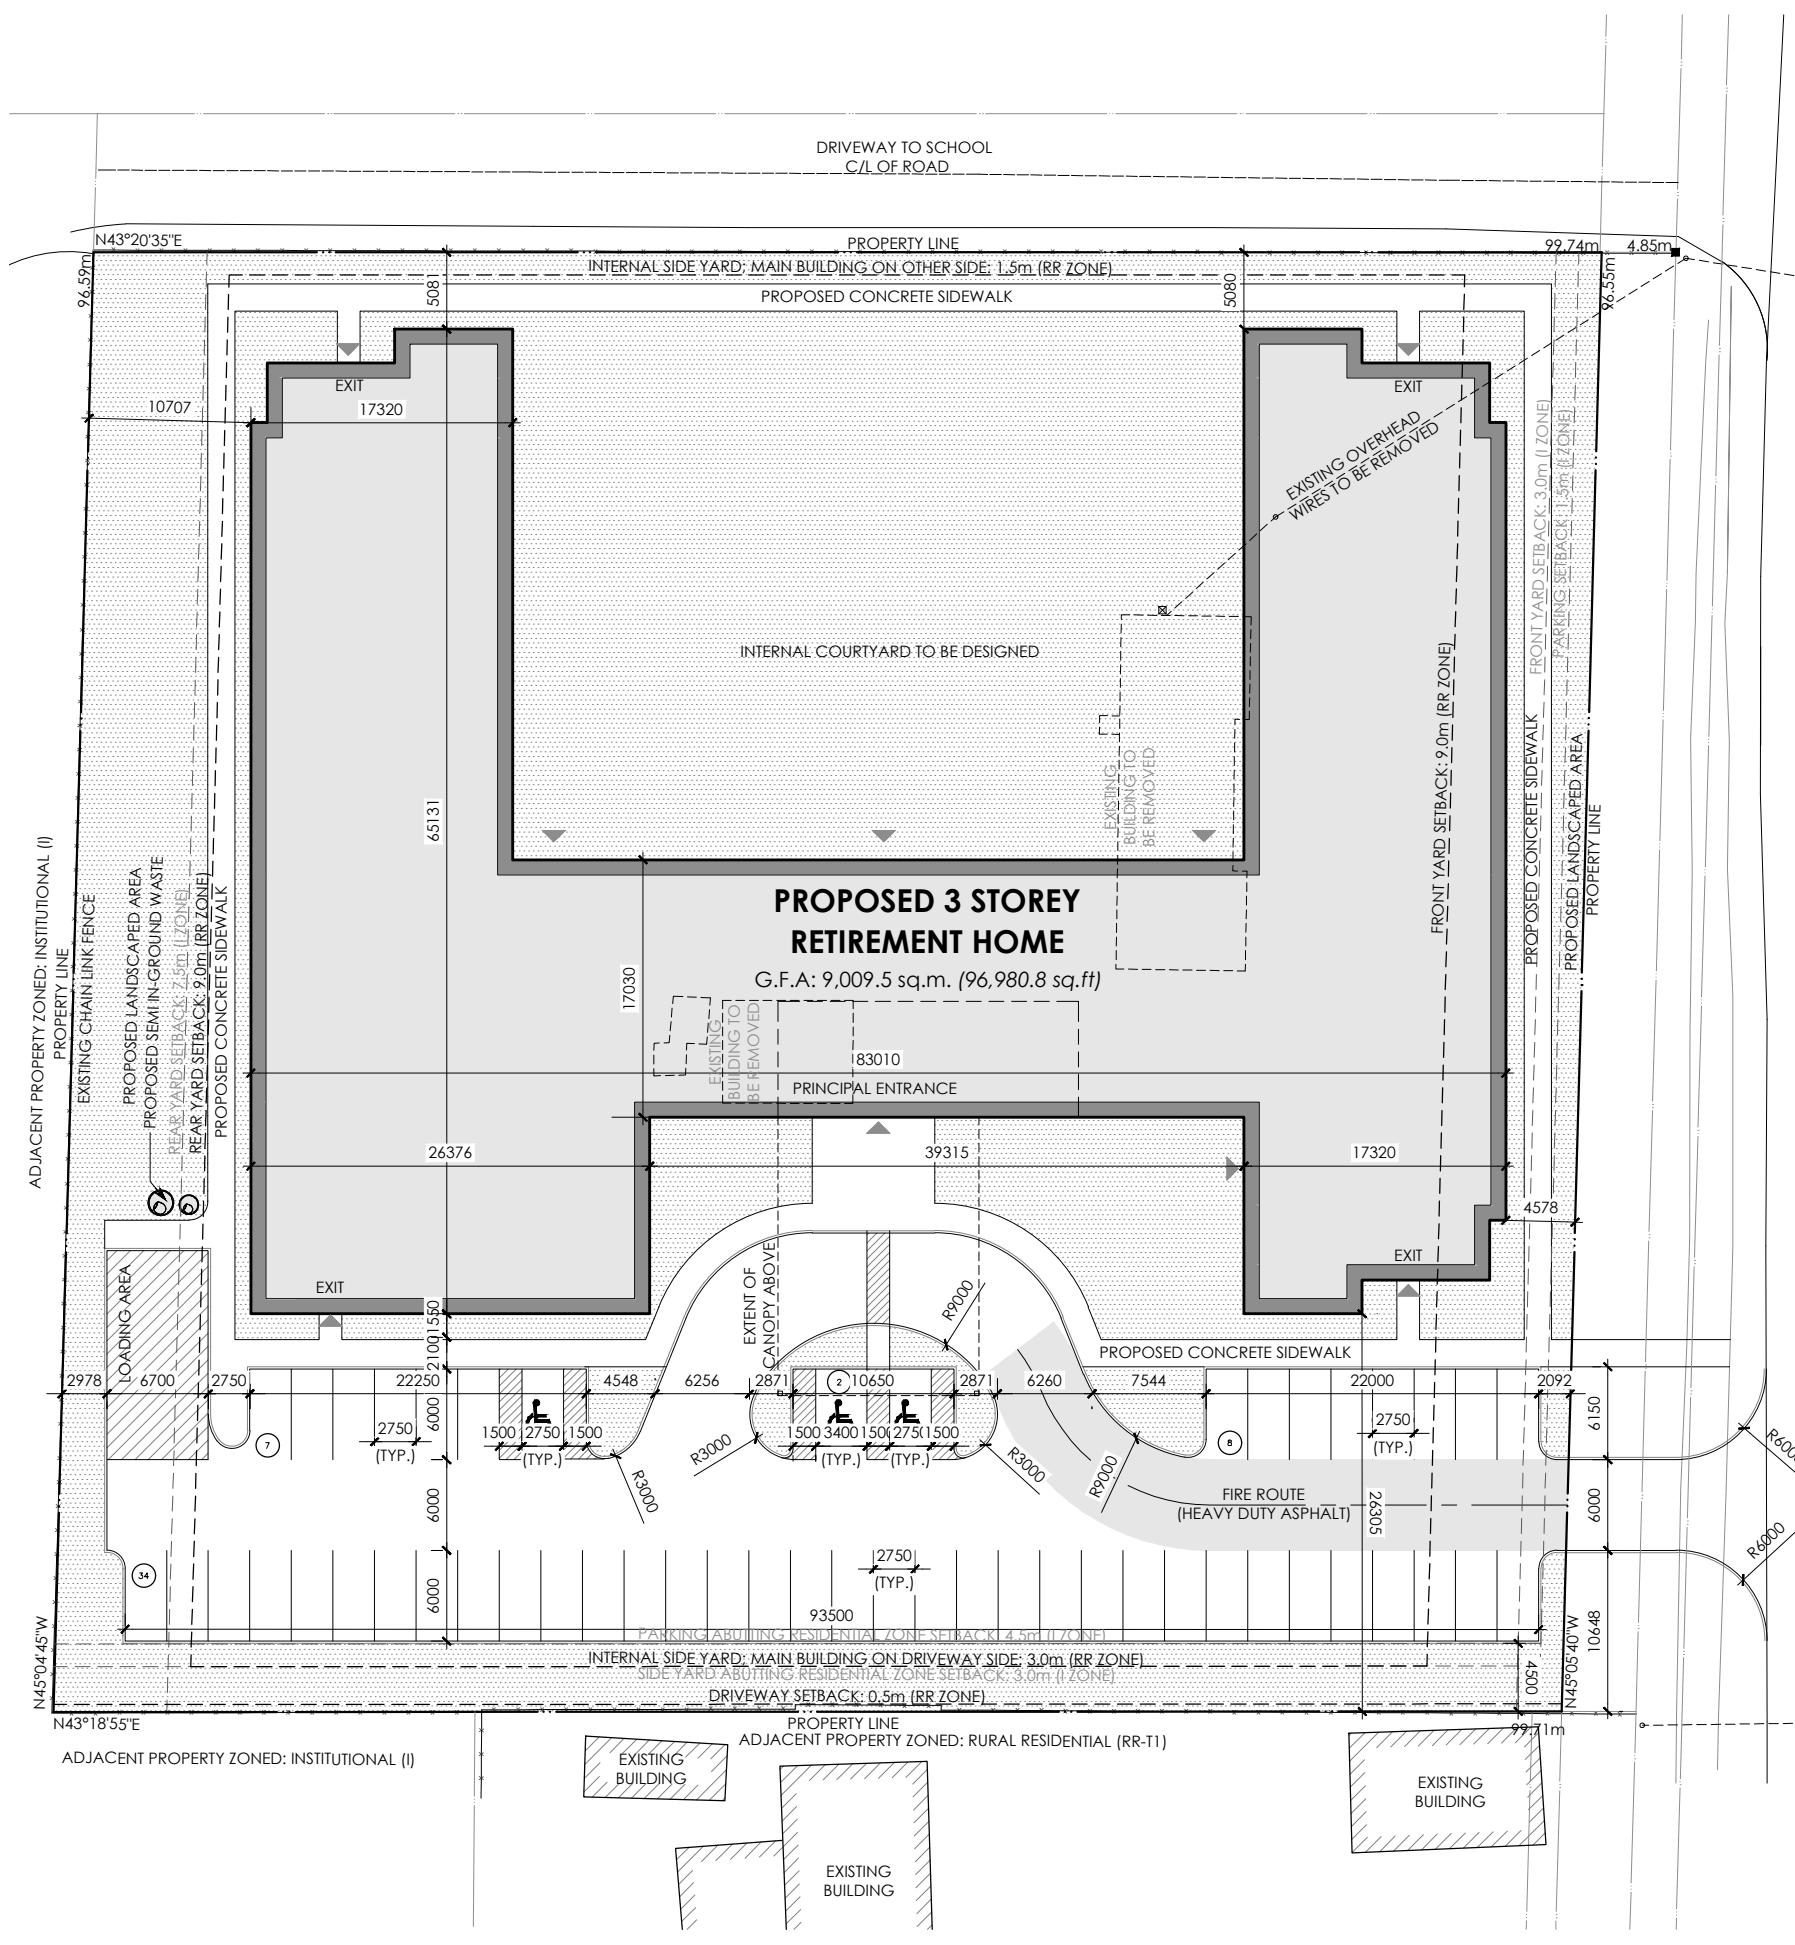 DRIVEWAY TO SCHOOL
C/L OF ROAD
N43°20'35"E
PROPERTY LINE
99.74m
4.85m
96.59m
96.55m
INTERNAL SIDE YARD; MAIN BUILDING ON OTHER SIDE: 1.5m (RR ZONE)
5081
5080
PROPOSED CONCRETE SIDEWALK
EXIT
EXIT
10707
17320
EXISTING OVERHEAD
WIRES TO BE REMOVED
FRONT YARD SETBACK: 3.0m (I ZONE)
PARKING SETBACK: 1.5m (I ZONE)
INTERNAL COURTYARD TO BE DESIGNED
FRONT YARD SETBACK: 9.0m (RR ZONE)
EXISTING
BUILDING TO
BE REMOVED
65131
PROPOSED CONCRETE SIDEWALK
PROPOSED LANDSCAPED AREA
PROPERTY LINE
ADJACENT PROPERTY ZONED: INSTITUTIONAL (I)
PROPERTY LINE
EXISTING CHAIN LINK FENCE
PROPOSED LANDSCAPED AREA
PROPOSED SEMI IN-GROUND WASTE
REAR YARD SETBACK: 7.5m (I ZONE)
REAR YARD SETBACK: 9.0m (RR ZONE)
PROPOSED CONCRETE SIDEWALK
PROPOSED 3 STOREY
RETIREMENT HOME
G.F.A: 9,009.5 sq.m. (96,980.8 sq.ft)
17030
EXISTING
BUILDING TO
BE REMOVED
83010
PRINCIPAL ENTRANCE
26376
39315
17320
4578
EXIT
EXIT
LOADING AREA
EXTENT OF
CANOPY ABOVE
R9000
1550
2100
PROPOSED CONCRETE SIDEWALK
2978
6700
2750
22250
4548
6256
2871
2
10650
2871
6260
7544
22000
2092
6000
6150
2750
(TYP.)
1500
2750
1500
(TYP.)
1500
3400
1500
2750
1500
(TYP.)
(TYP.)
2750
(TYP.)
7
8
R3000
R3000
R3000
R9000
R6000
6000
FIRE ROUTE
(HEAVY DUTY ASPHALT)
26305
6000
R6000
34
6000
2750
(TYP.)
93500
PARKING ABUTTING RESIDENTIAL ZONE SETBACK: 4.5m (I ZONE)
INTERNAL SIDE YARD; MAIN BUILDING ON DRIVEWAY SIDE: 3.0m (RR ZONE)
SIDE YARD ABUTTING RESIDENTIAL ZONE SETBACK: 3.0m (I ZONE)
DRIVEWAY SETBACK: 0.5m (RR ZONE)
4500
10648
N45°04'45"W
N45°05'40"W
N43°18'55"E
PROPERTY LINE
99.71m
ADJACENT PROPERTY ZONED: RURAL RESIDENTIAL (RR-T1)
ADJACENT PROPERTY ZONED: INSTITUTIONAL (I)
EXISTING
BUILDING
EXISTING
BUILDING
EXISTING
BUILDING